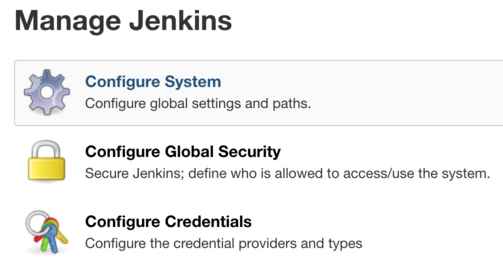 Manage Jenkins
Configure System
Configure global settings and paths.
Configure Global Security
Secure Jenkins; define who is allowed to access/use the system.
Configure Credentials
Configure the credential providers and types